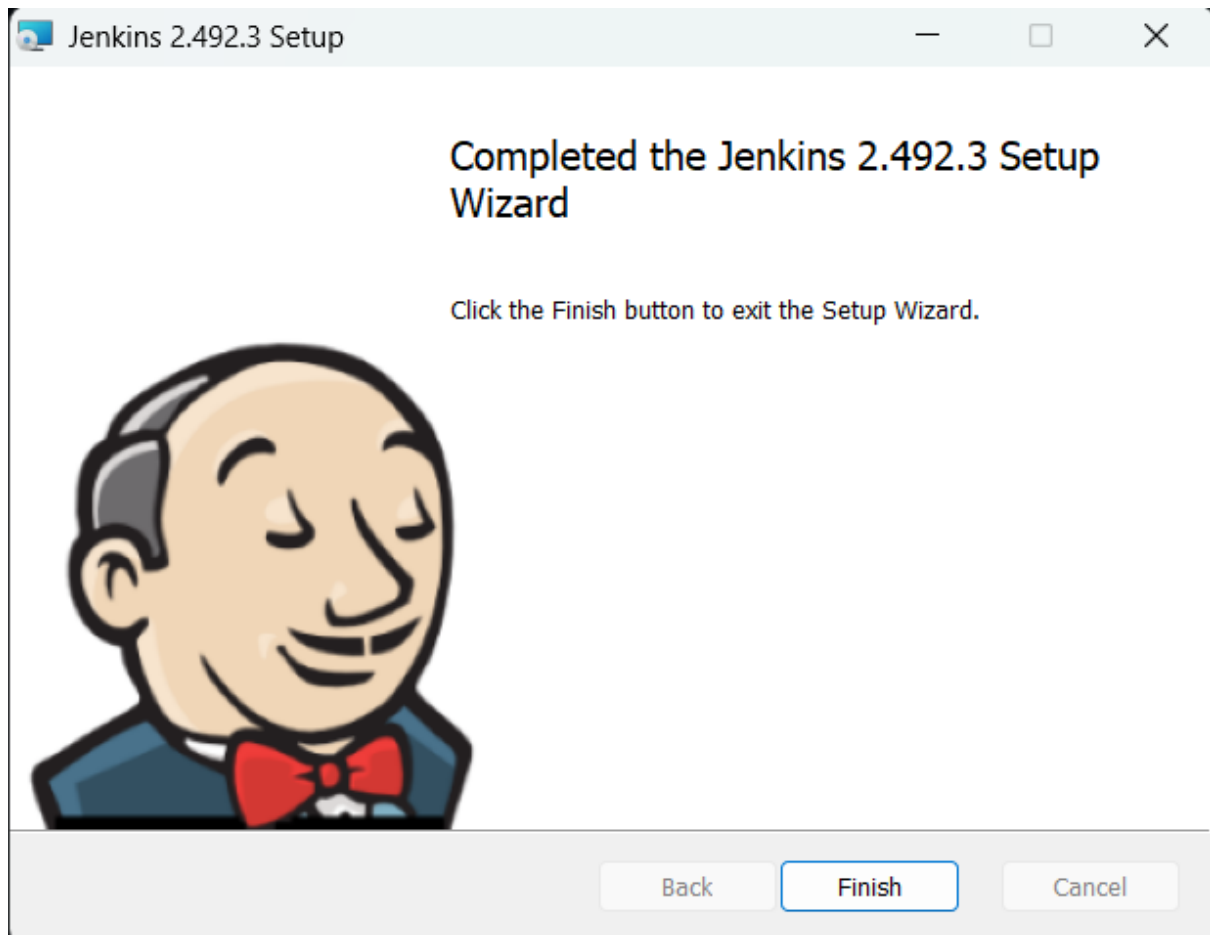 Jenkins 2.492.3 Setup
Completed the Jenkins 2.492.3 Setup
Wizard
Click the Finish button to exit the Setup Wizard.
Back Finish Cancel